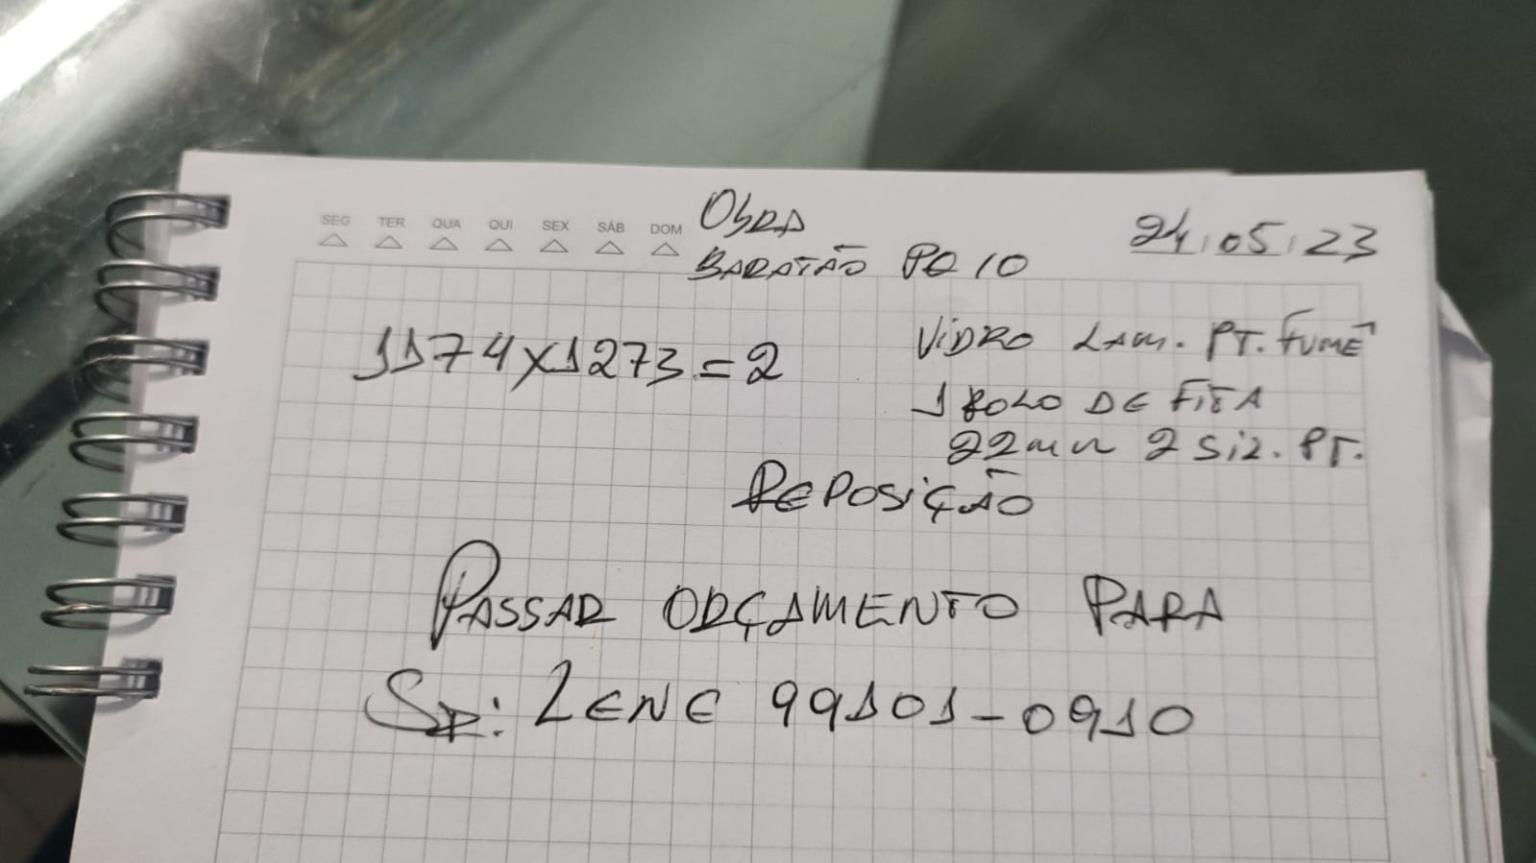 SEG TER QUA QUI SEX SÁB DOM
OBRA
BARATÃO PQ 10
24/05/23
1174X1273=2
VIDRO LAM. PT. FUMÊ
1 ROLO DE FITA
22mm 2 SIL. PT.
REPOSIÇÃO
PASSAR ORÇAMENTO PARA
SR: LENE 99101-0910